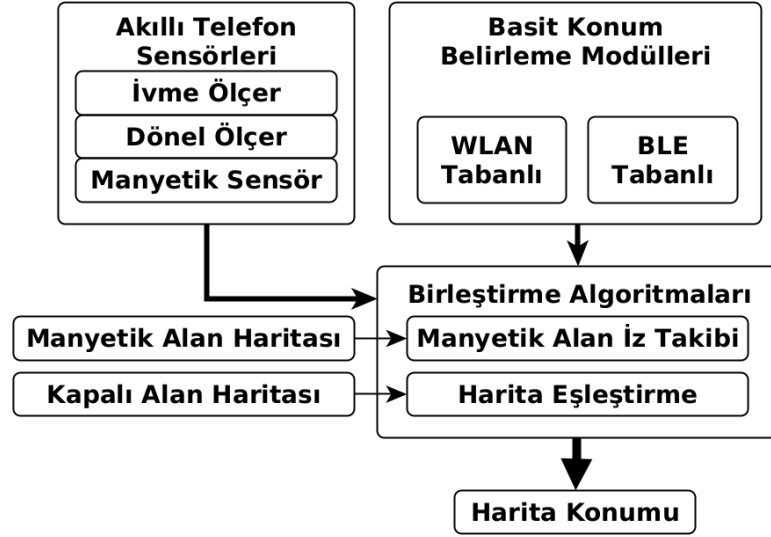 Akıllı Telefon
Sensörleri
İvme Ölçer
Dönel Ölçer
Manyetik Sensör
Basit Konum
Belirleme Modülleri
WLAN
Tabanlı
BLE
Tabanlı
Birleştirme Algoritmaları
Manyetik Alan Haritası
Manyetik Alan İz Takibi
Kapalı Alan Haritası
Harita Eşleştirme
Harita Konumu